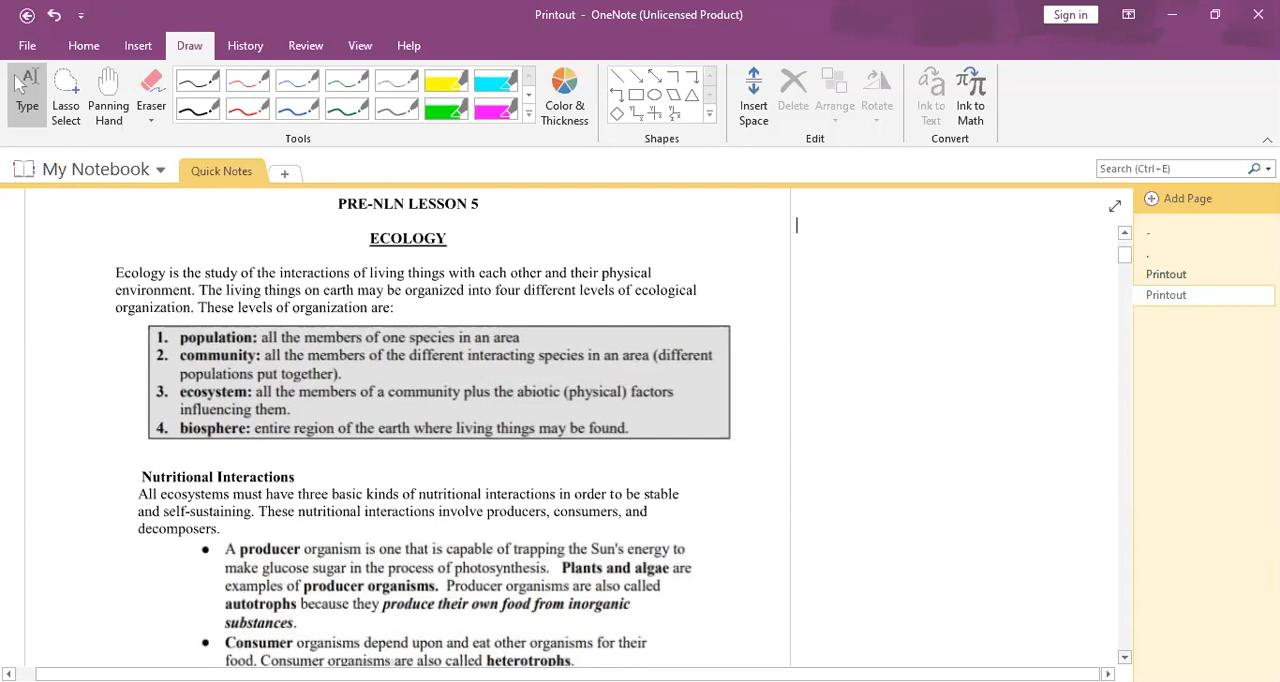 Printout - OneNote (Unlicensed Product)
Sign in
File Home Insert Draw History Review View Help
Type
Lasso Select
Panning Hand
Eraser
Color & Thickness
Insert Space
Delete
Arrange
Rotate
Ink to Text
Ink to Math
Tools
Shapes
Edit
Convert
My Notebook
Quick Notes
Search (Ctrl+E)
Add Page
-
.
Printout
Printout
PRE-NLN LESSON 5
ECOLOGY
Ecology is the study of the interactions of living things with each other and their physical
environment. The living things on earth may be organized into four different levels of ecological
organization. These levels of organization are:
1. population: all the members of one species in an area
2. community: all the members of the different interacting species in an area (different
populations put together).
3. ecosystem: all the members of a community plus the abiotic (physical) factors
influencing them.
4. biosphere: entire region of the earth where living things may be found.
Nutritional Interactions
All ecosystems must have three basic kinds of nutritional interactions in order to be stable
and self-sustaining. These nutritional interactions involve producers, consumers, and
decomposers.
• A producer organism is one that is capable of trapping the Sun's energy to
make glucose sugar in the process of photosynthesis. Plants and algae are
examples of producer organisms. Producer organisms are also called
autotrophs because they produce their own food from inorganic
substances.
• Consumer organisms depend upon and eat other organisms for their
food. Consumer organisms are also called heterotrophs.